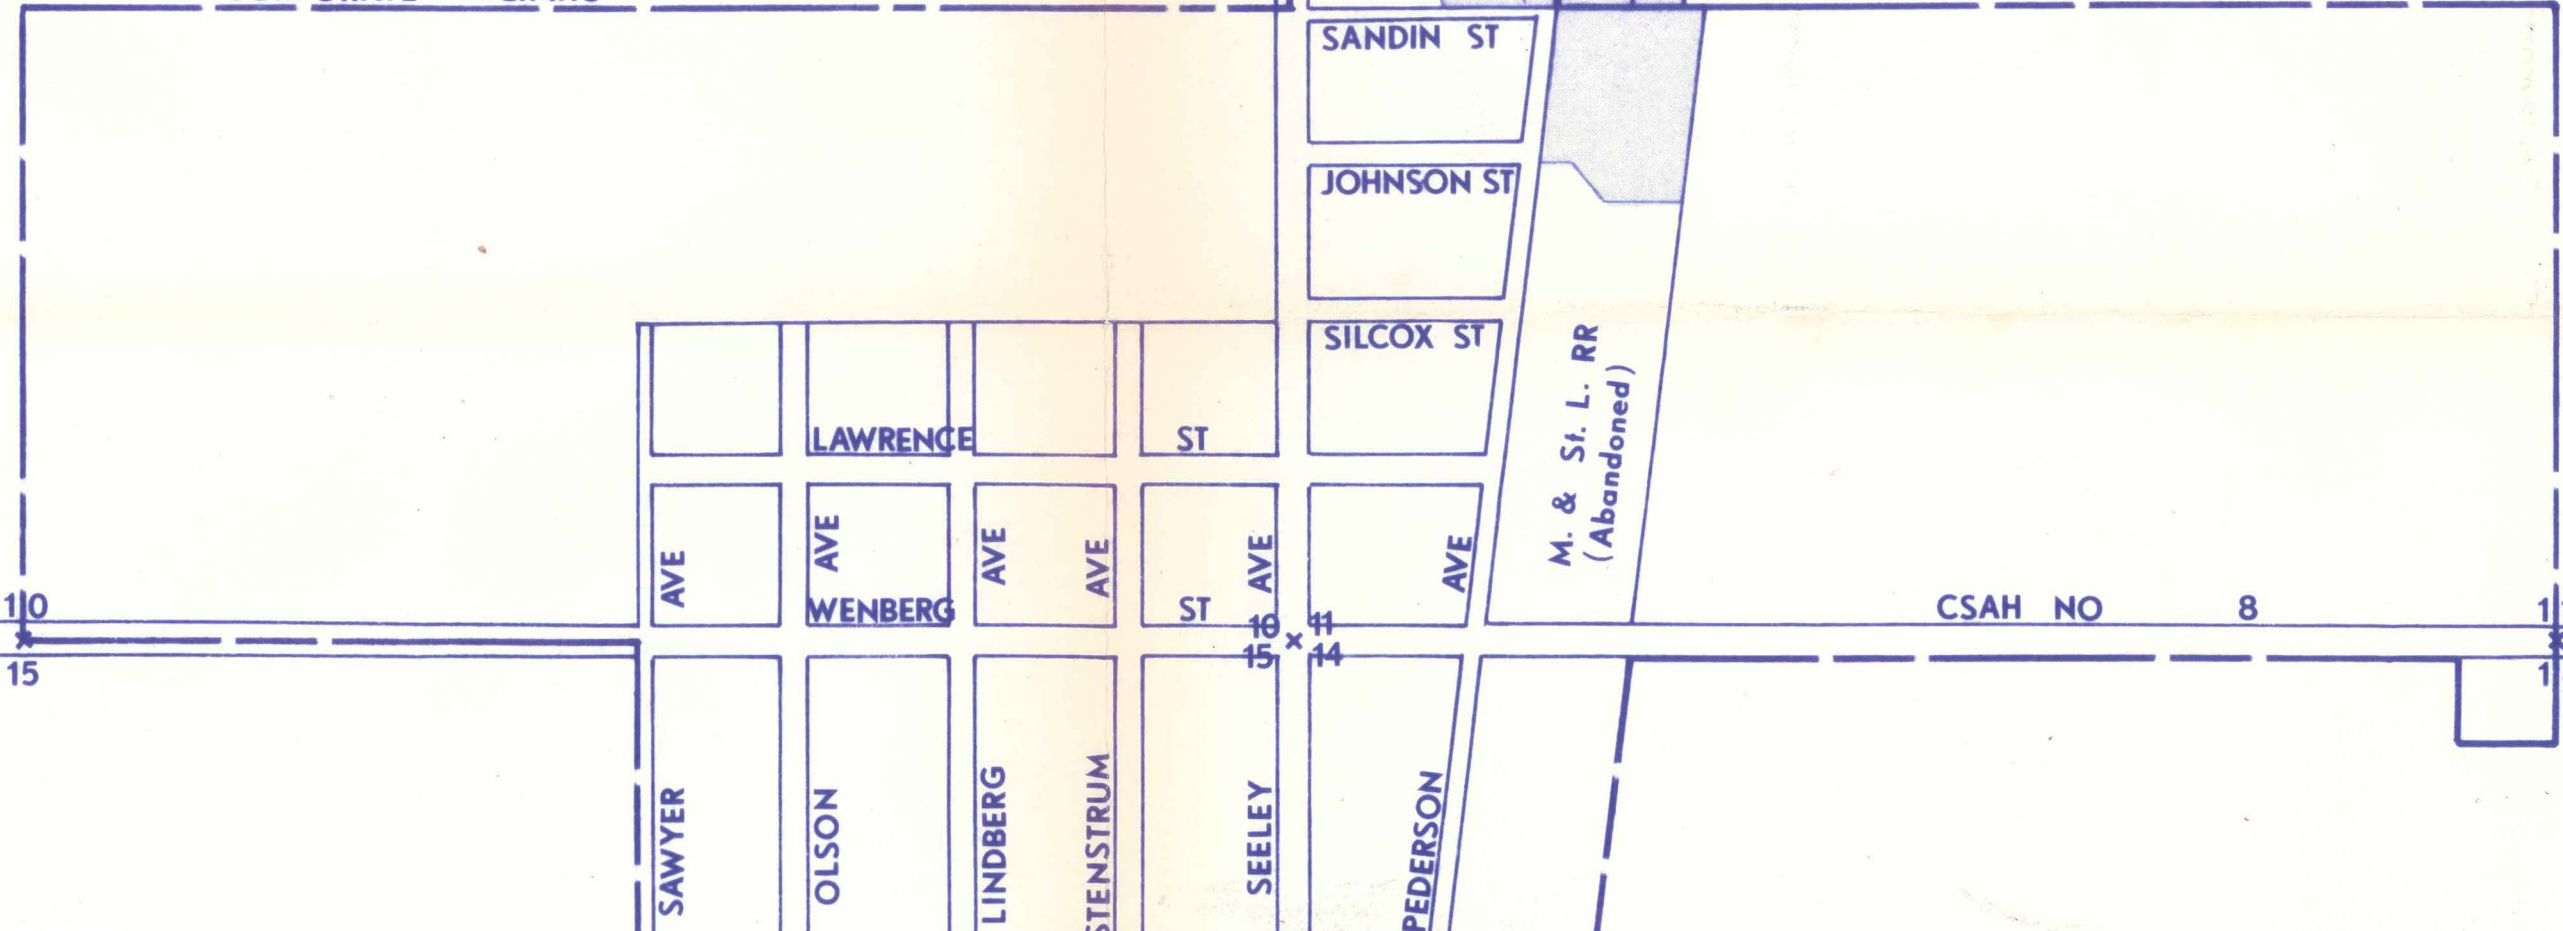 SANDIN ST
JOHNSON ST
SILCOX ST
M. & St. L. RR
(Abandoned)
LAWRENCE ST
AVE
AVE
AVE
AVE
AVE
AVE
WENBERG ST
CSAH NO 8
10
10 11
15 14
15
SAWYER
OLSON
LINDBERG
STENSTRUM
SEELEY
PEDERSON